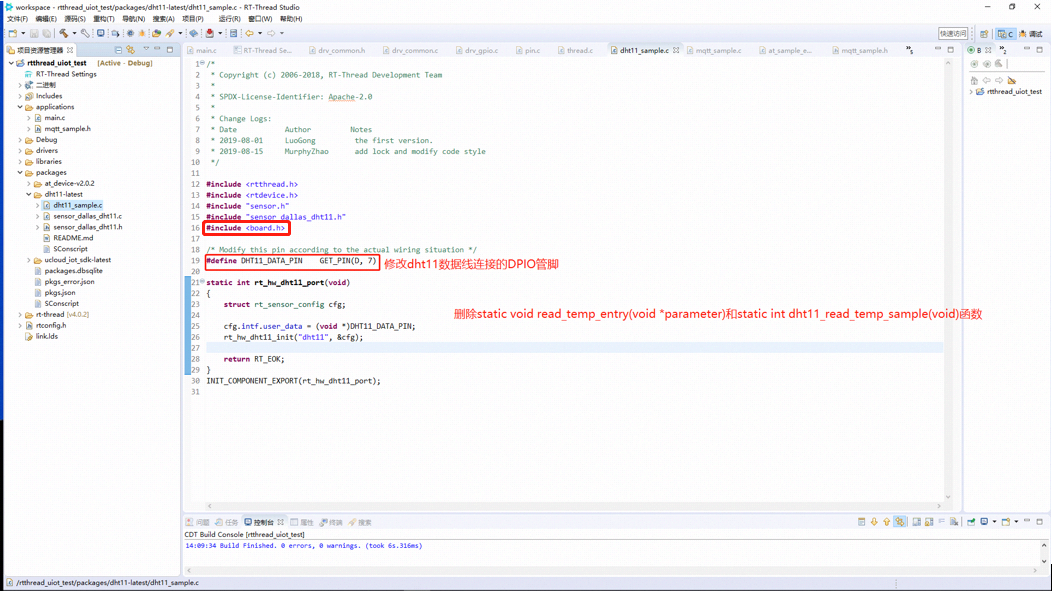 workspace - rtthread_uiot_test/packages/dht11-latest/dht11_sample.c - RT-Thread Studio
文件(F) 编辑(E) 源码(S) 重构(T) 导航(N) 搜索(A) 项目(P) 运行(R) 窗口(W) 帮助(H)
快速访问 C 调试
项目资源管理器
main.c RT-Thread Se... drv_common.h drv_common.c drv_gpio.c pin.c thread.c dht11_sample.c mqtt_sample.c at_sample_e... mqtt_sample.h »5
B »2
rtthread_uiot_test [Active - Debug]
RT-Thread Settings
二进制
Includes
applications
main.c
mqtt_sample.h
Debug
drivers
libraries
packages
at_device-v2.0.2
dht11-latest
dht11_sample.c
sensor_dallas_dht11.c
sensor_dallas_dht11.h
README.md
SConscript
ucloud_iot_sdk-latest
packages.dbsqlite
pkgs_error.json
pkgs.json
SConscript
rt-thread [v4.0.2]
rtconfig.h
link.lds
1 /*
2 * Copyright (c) 2006-2018, RT-Thread Development Team
3 *
4 * SPDX-License-Identifier: Apache-2.0
5 *
6 * Change Logs:
7 * Date Author Notes
8 * 2019-08-01 LuoGong the first version.
9 * 2019-08-15 MurphyZhao add lock and modify code style
10 */
11
12 #include <rtthread.h>
13 #include <rtdevice.h>
14 #include "sensor.h"
15 #include "sensor_dallas_dht11.h"
16 #include <board.h>
17
18 /* Modify this pin according to the actual wiring situation */
19 #define DHT11_DATA_PIN GET_PIN(D, 7) 修改dht11数据线连接的DPIO管脚
20
21 static int rt_hw_dht11_port(void)
22 {
23 struct rt_sensor_config cfg;
24
删除static void read_temp_entry(void *parameter)和static int dht11_read_temp_sample(void)函数
25 cfg.intf.user_data = (void *)DHT11_DATA_PIN;
26 rt_hw_dht11_init("dht11", &cfg);
27
28 return RT_EOK;
29 }
30 INIT_COMPONENT_EXPORT(rt_hw_dht11_port);
31
rtthread_uiot_test
问题 任务 控制台 属性 终端 搜索
CDT Build Console [rtthread_uiot_test]
14:09:34 Build Finished. 0 errors, 0 warnings. (took 6s.316ms)
/rtthread_uiot_test/packages/dht11-latest/dht11_sample.c